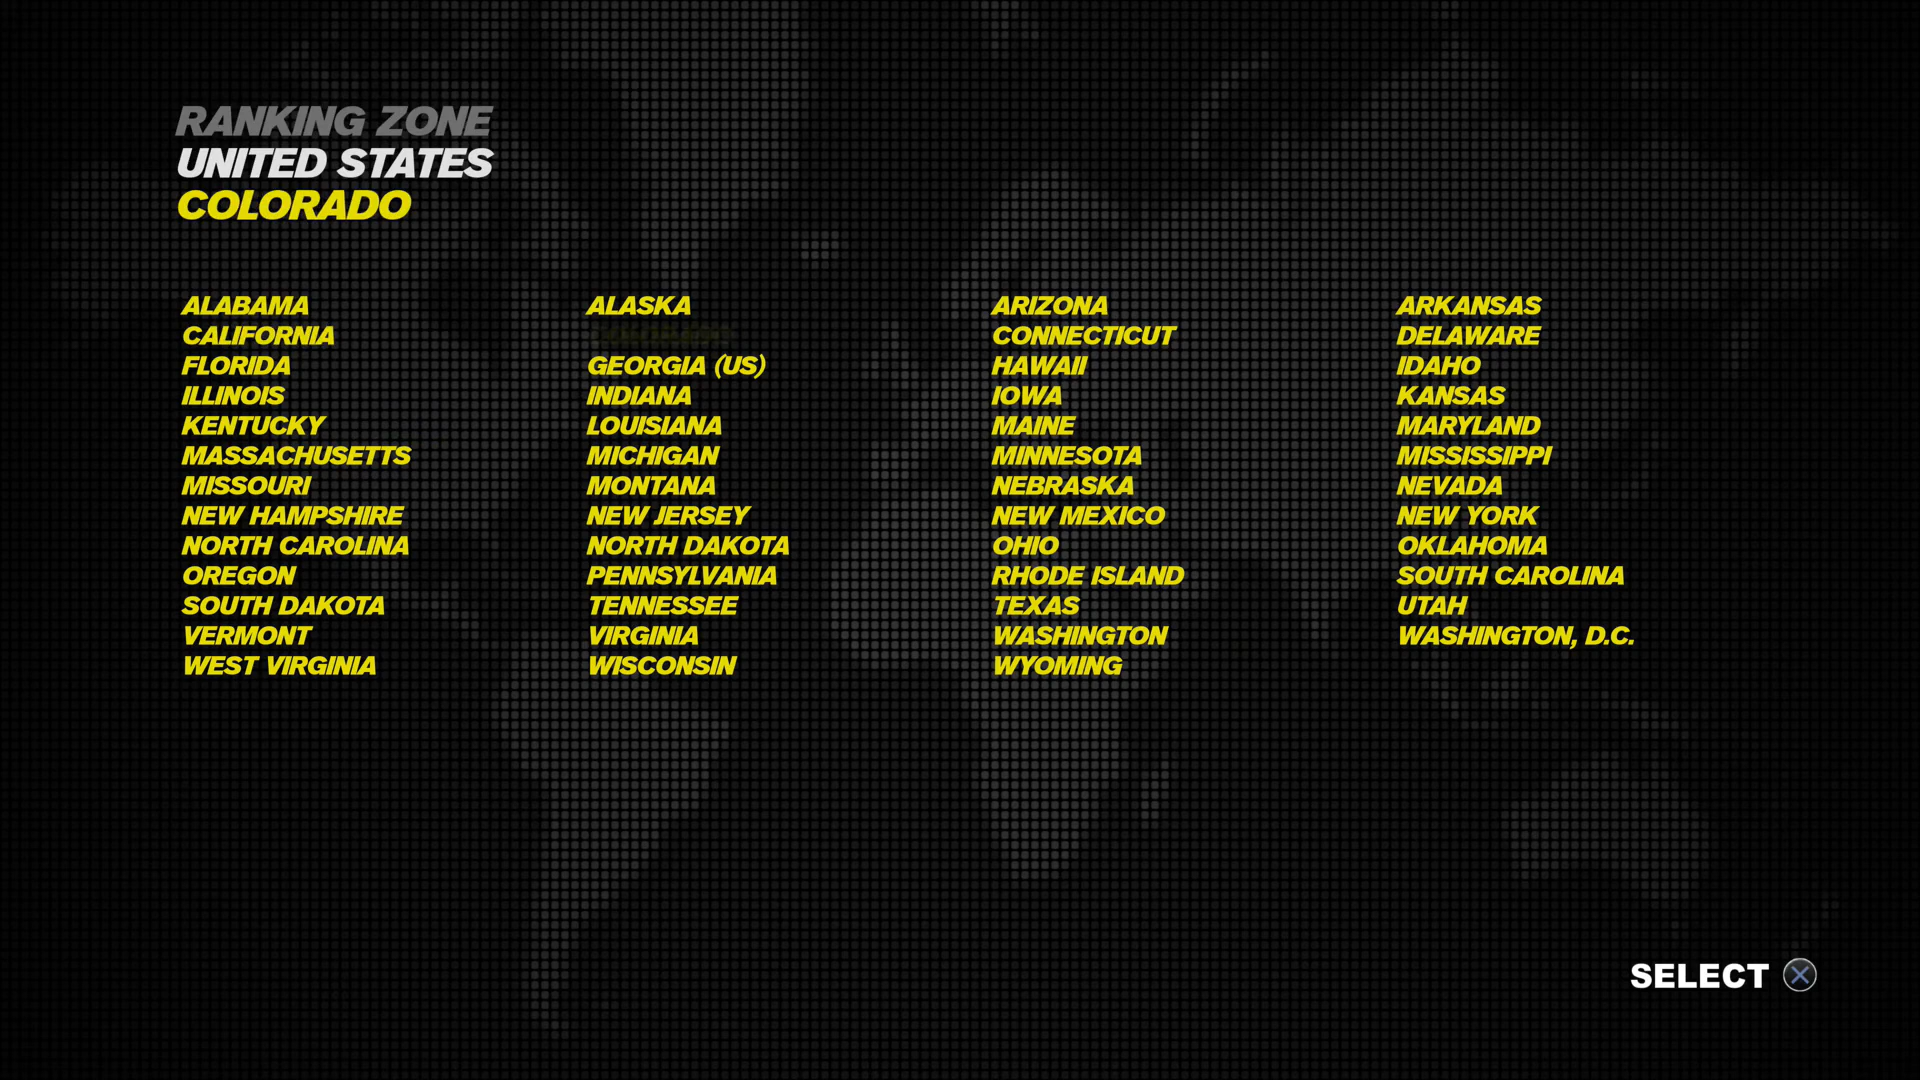 RANKING ZONE
UNITED STATES
COLORADO
ALABAMA ALASKA ARIZONA ARKANSAS
CALIFORNIA COLORADO CONNECTICUT DELAWARE
FLORIDA GEORGIA (US) HAWAII IDAHO
ILLINOIS INDIANA IOWA KANSAS
KENTUCKY LOUISIANA MAINE MARYLAND
MASSACHUSETTS MICHIGAN MINNESOTA MISSISSIPPI
MISSOURI MONTANA NEBRASKA NEVADA
NEW HAMPSHIRE NEW JERSEY NEW MEXICO NEW YORK
NORTH CAROLINA NORTH DAKOTA OHIO OKLAHOMA
OREGON PENNSYLVANIA RHODE ISLAND SOUTH CAROLINA
SOUTH DAKOTA TENNESSEE TEXAS UTAH
VERMONT VIRGINIA WASHINGTON WASHINGTON, D.C.
WEST VIRGINIA WISCONSIN WYOMING
SELECT